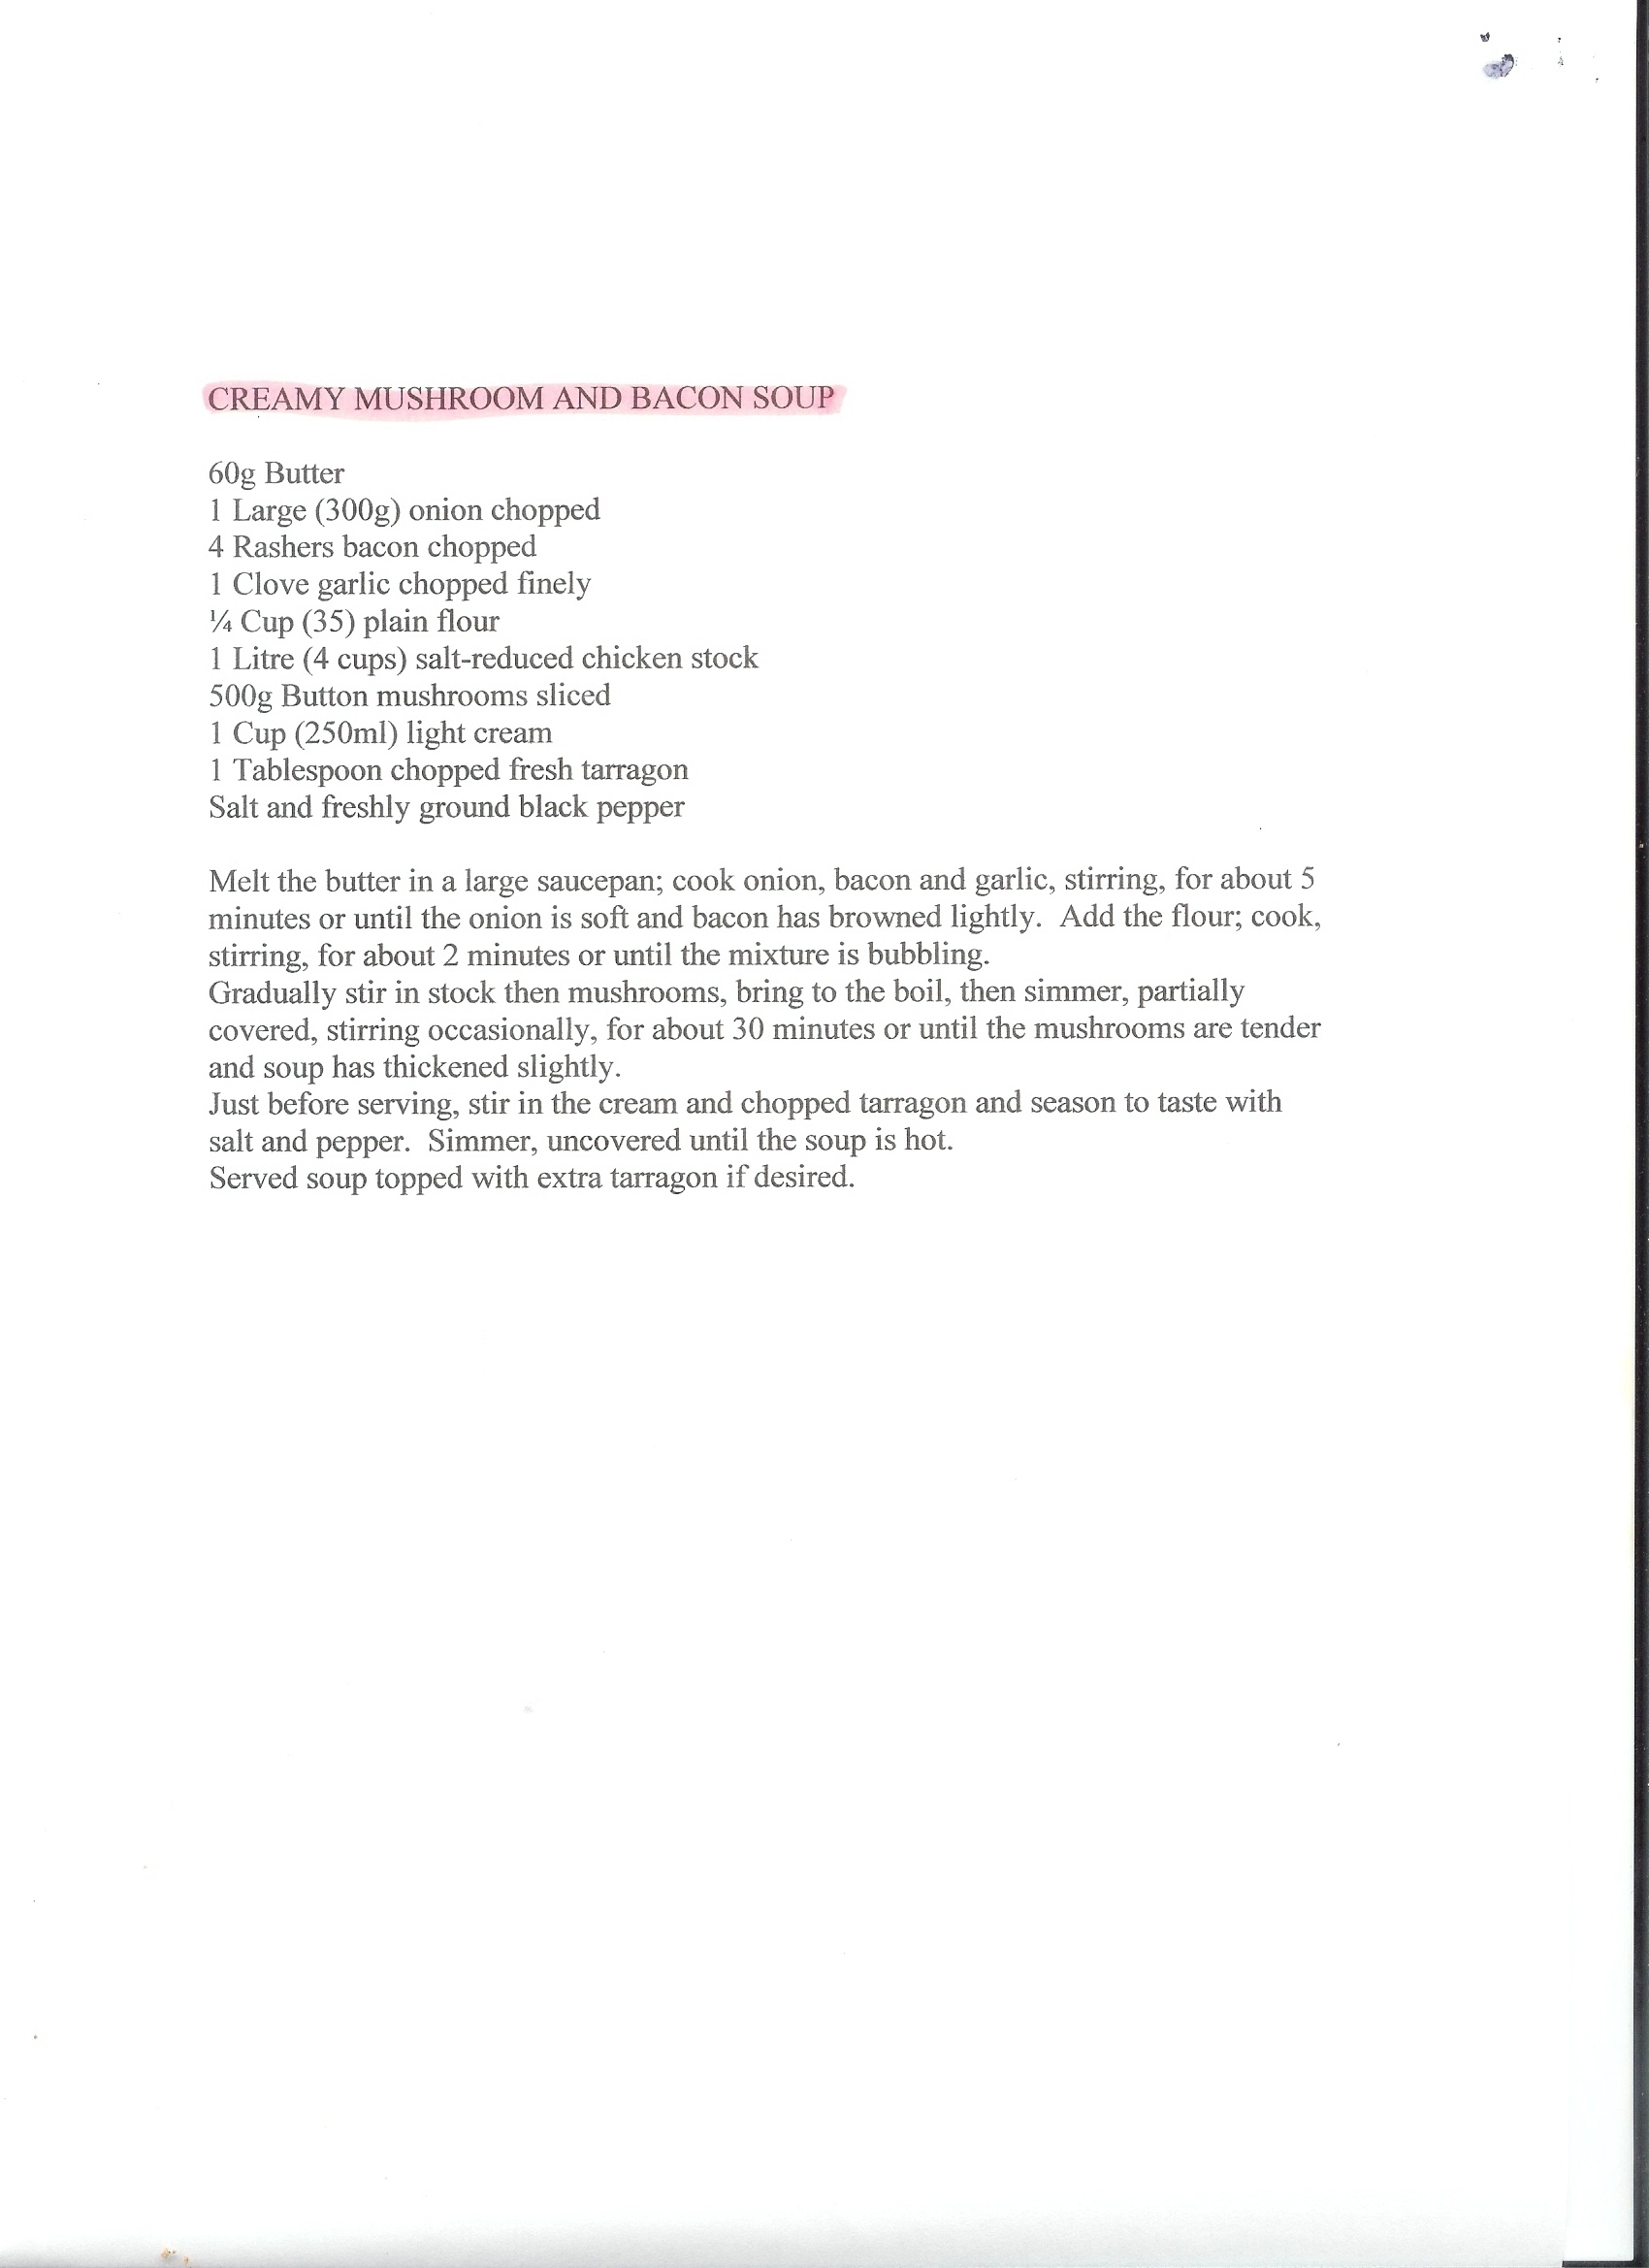 CREAMY MUSHROOM AND BACON SOUP
60g Butter
1 Large (300g) onion chopped
4 Rashers bacon chopped
1 Clove garlic chopped finely
¼ Cup (35) plain flour
1 Litre (4 cups) salt-reduced chicken stock
500g Button mushrooms sliced
1 Cup (250ml) light cream
1 Tablespoon chopped fresh tarragon
Salt and freshly ground black pepper
Melt the butter in a large saucepan; cook onion, bacon and garlic, stirring, for about 5
minutes or until the onion is soft and bacon has browned lightly.  Add the flour; cook,
stirring, for about 2 minutes or until the mixture is bubbling.
Gradually stir in stock then mushrooms, bring to the boil, then simmer, partially
covered, stirring occasionally, for about 30 minutes or until the mushrooms are tender
and soup has thickened slightly.
Just before serving, stir in the cream and chopped tarragon and season to taste with
salt and pepper.  Simmer, uncovered until the soup is hot.
Served soup topped with extra tarragon if desired.